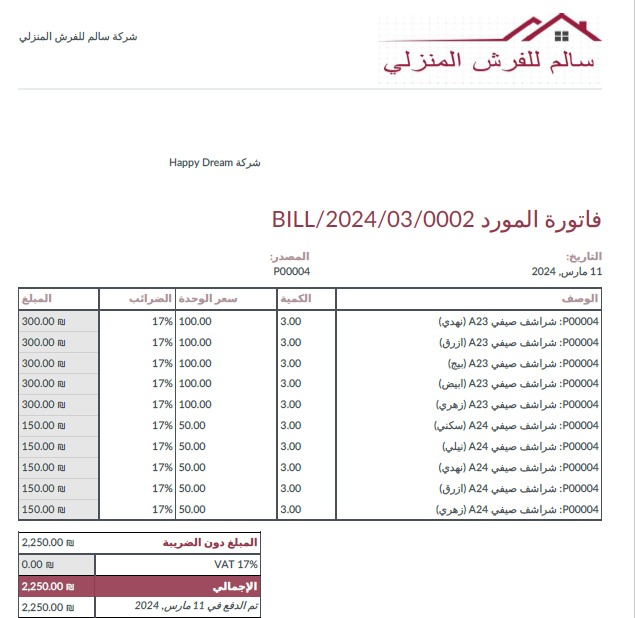 سالم للفرش المنزلي
شركة سالم للفرش المنزلي
شركة Happy Dream
فاتورة المورد BILL/2024/03/0002
التاريخ: المصدر:
11 مارس، 2024 P00004
الوصف الكمية سعر الوحدة الضرائب المبلغ
P00004: شراشف صيفي A23 (نهدي) 3.00 100.00 17% 300.00 ₪
P00004: شراشف صيفي A23 (ازرق) 3.00 100.00 17% 300.00 ₪
P00004: شراشف صيفي A23 (بيج) 3.00 100.00 17% 300.00 ₪
P00004: شراشف صيفي A23 (ابيض) 3.00 100.00 17% 300.00 ₪
P00004: شراشف صيفي A23 (زهري) 3.00 100.00 17% 300.00 ₪
P00004: شراشف صيفي A24 (سكني) 3.00 50.00 17% 150.00 ₪
P00004: شراشف صيفي A24 (نيلي) 3.00 50.00 17% 150.00 ₪
P00004: شراشف صيفي A24 (نهدي) 3.00 50.00 17% 150.00 ₪
P00004: شراشف صيفي A24 (ازرق) 3.00 50.00 17% 150.00 ₪
P00004: شراشف صيفي A24 (زهري) 3.00 50.00 17% 150.00 ₪
المبلغ دون الضريبة 2,250.00 ₪
VAT 17% 0.00 ₪
الإجمالي 2,250.00 ₪
تم الدفع في 11 مارس، 2024 2,250.00 ₪